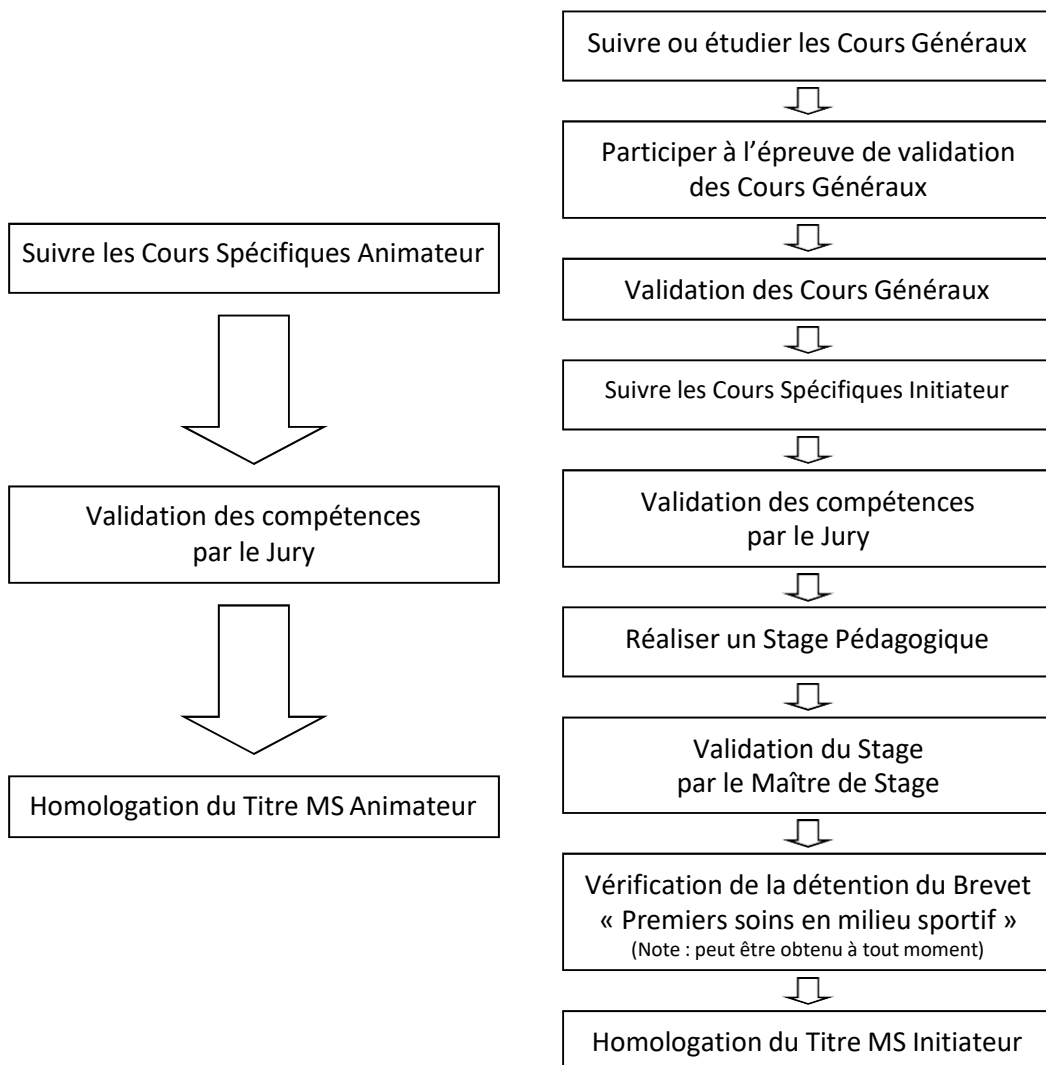 Suivre les Cours Spécifiques Animateur
Validation des compétences
par le Jury
Homologation du Titre MS Animateur
Suivre ou étudier les Cours Généraux
Participer à l’épreuve de validation
des Cours Généraux
Validation des Cours Généraux
Suivre les Cours Spécifiques Initiateur
Validation des compétences
par le Jury
Réaliser un Stage Pédagogique
Validation du Stage
par le Maître de Stage
Vérification de la détention du Brevet
« Premiers soins en milieu sportif »
(Note : peut être obtenu à tout moment)
Homologation du Titre MS Initiateur